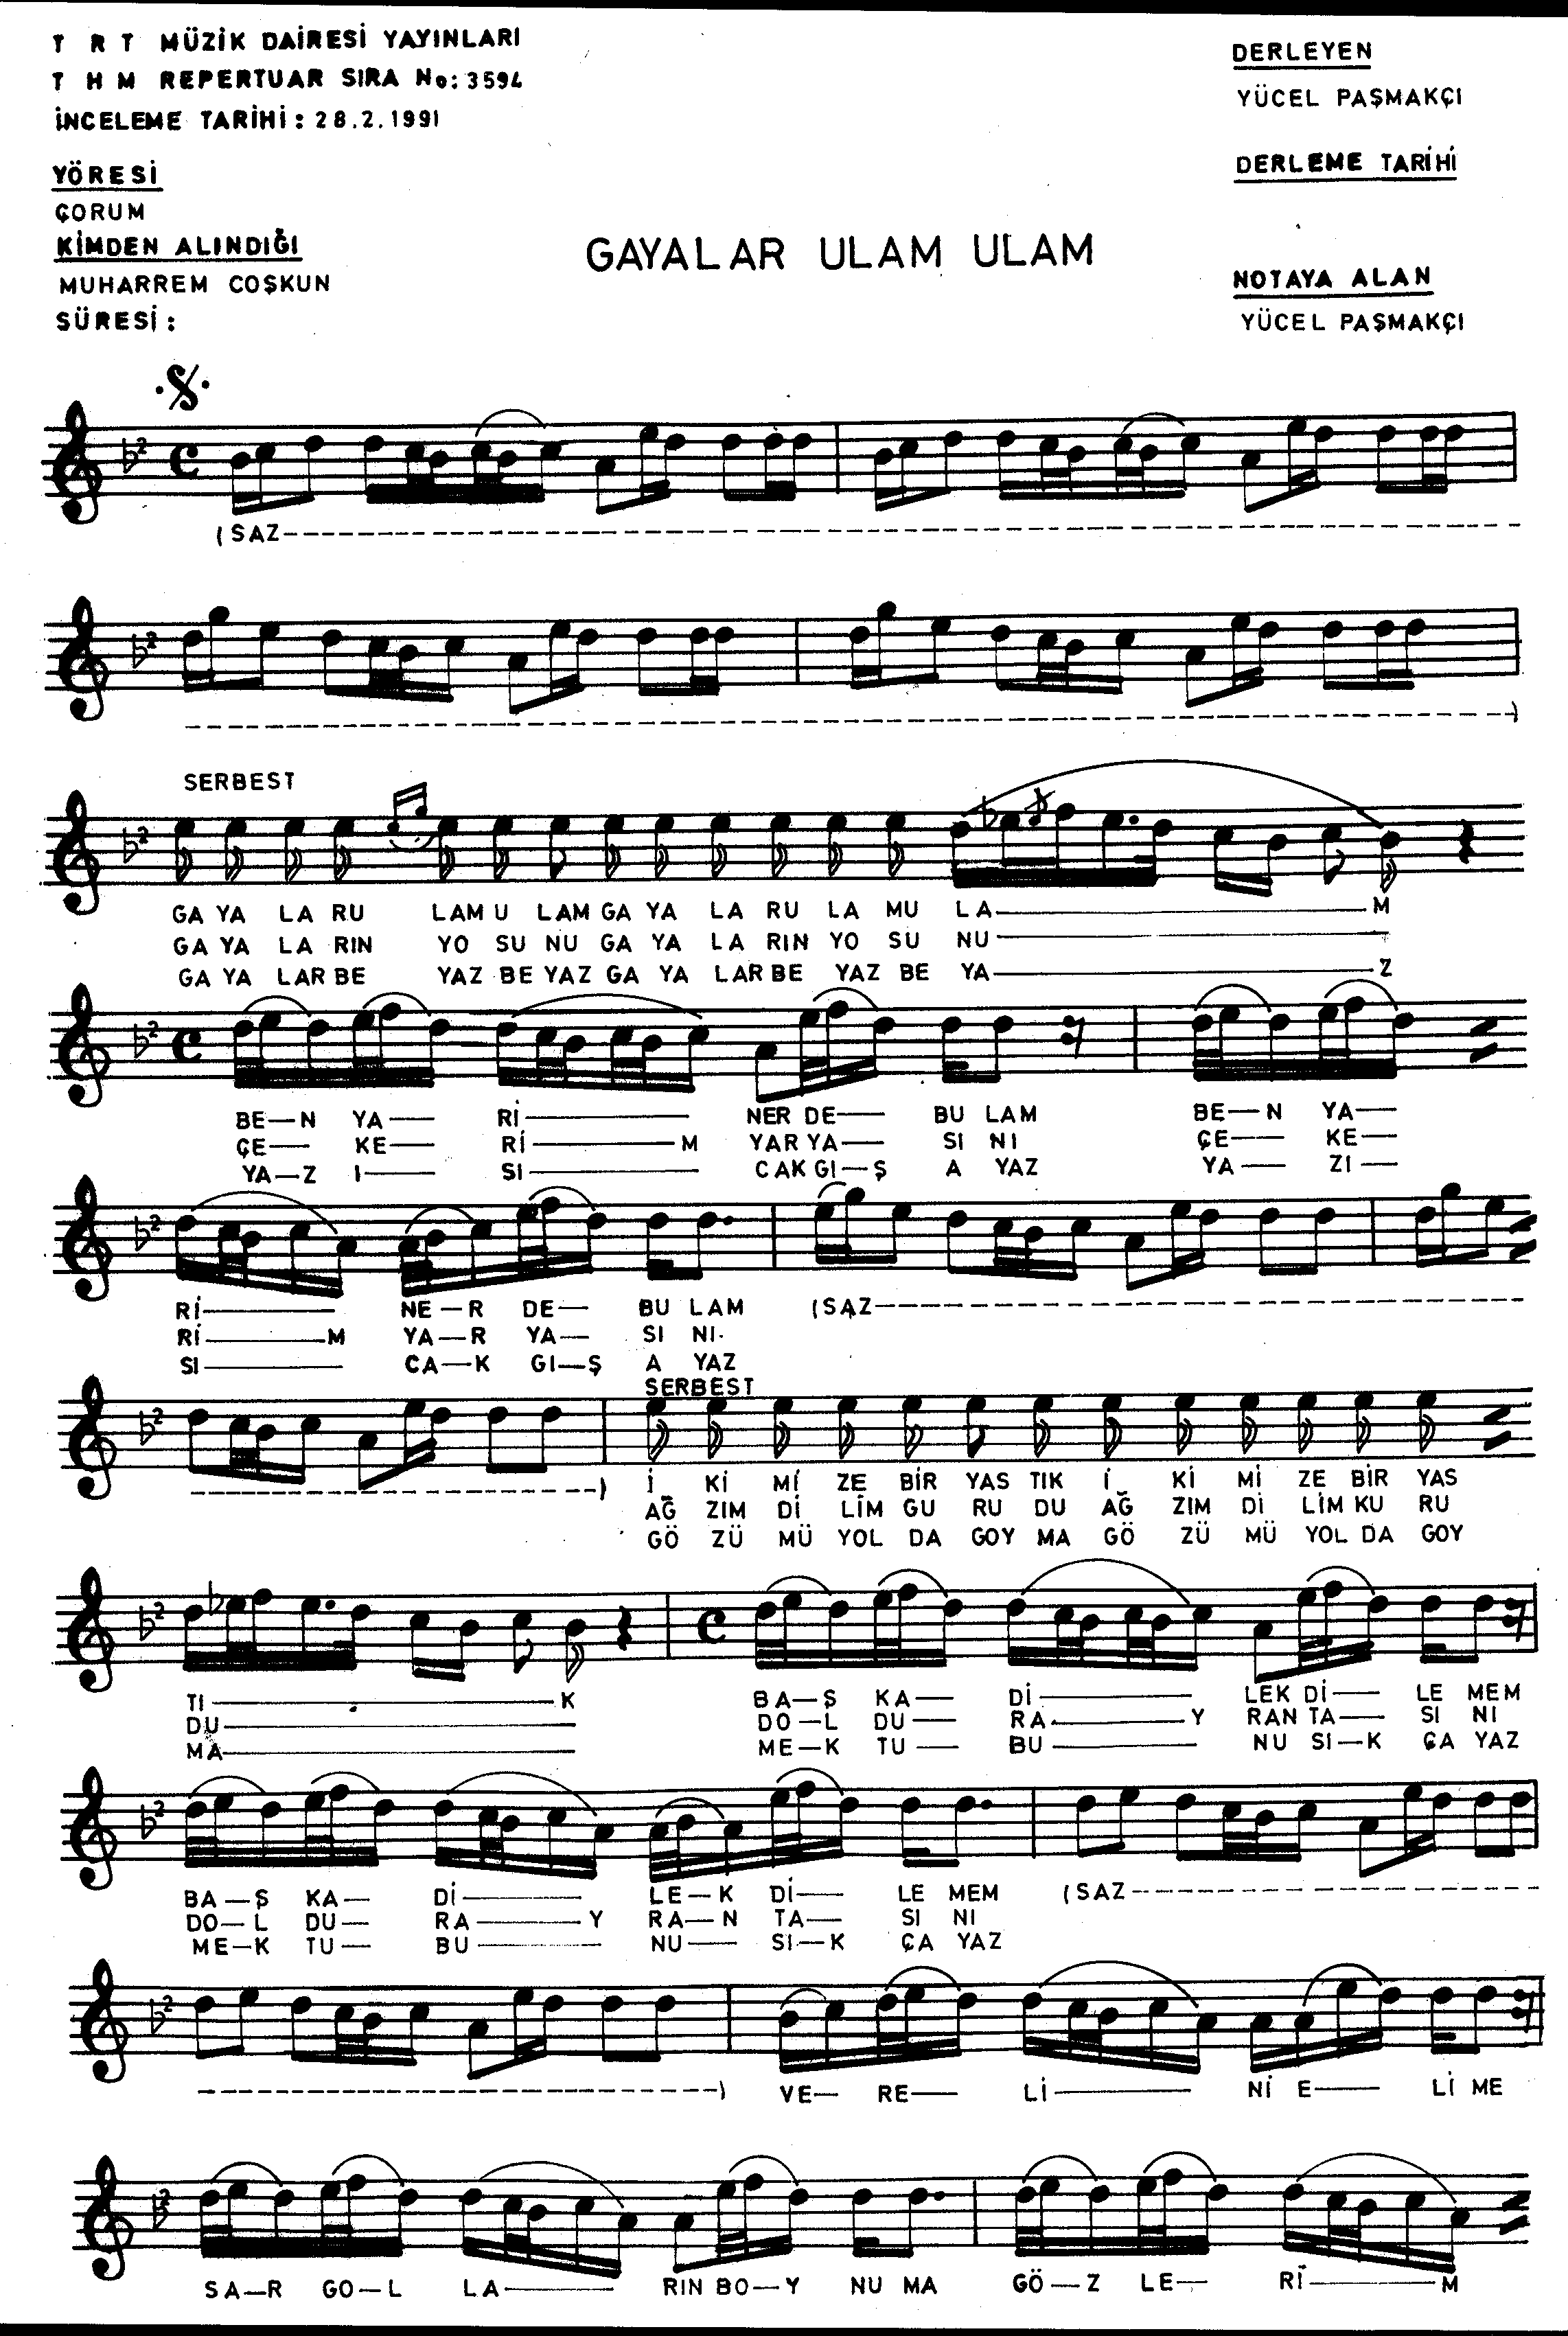 T R T MÜZİK DAİRESİ YAYINLARI
T H M REPERTUAR SIRA No: 3594
İNCELEME TARİHİ : 28.2.1991
YÖRESİ
ÇORUM
KİMDEN ALINDIĞI
MUHARREM COŞKUN
SÜRESİ :
DERLEYEN
YÜCEL PAŞMAKÇI
DERLEME TARİHİ
NOTAYA ALAN
YÜCEL PAŞMAKÇI
GAYALAR ULAM ULAM
(SAZ------------------------
------------------------)
SERBEST
GA YA LA RU LAM U LAM GA YA LA RU LA MU LA———M
GA YA LA RIN YO SU NU GA YA LA RIN YO SU NU———
GA YA LAR BE YAZ BE YAZ GA YA LAR BE YAZ BE YA———Z
BE—N YA— Rİ——— NER DE— BU LAM BE—N YA—
ÇE— KE— Rİ———M YAR YA— SI NI ÇE— KE—
YA—Z I— SI——— CAK GI—Ş A YAZ YA— ZI—
Rİ——— NE—R DE— BU LAM (SAZ------------
Rİ———M YA—R YA— SI NI
SI——— CA—K GI—Ş A YAZ
------------)
SERBEST
İ Kİ Mİ ZE BİR YAS TIK İ Kİ Mİ ZE BİR YAS
AĞ ZIM Dİ LİM GU RU DU AĞ ZIM Dİ LİM KU RU
GÖ ZÜ MÜ YOL DA GOY MA GÖ ZÜ MÜ YOL DA GOY
TI———K BA—Ş KA— Dİ——— LEK Dİ— LE MEM
DU——— DO—L DU— RA———Y RAN TA— SI NI
MA——— ME—K TU— BU——— NU SI—K ÇA YAZ
BA—Ş KA— Dİ——— LE—K Dİ— LE MEM (SAZ------------
DO—L DU— RA———Y RA—N TA— SI NI
ME—K TU— BU——— NU— SI—K ÇA YAZ
------------) VE— RE— Lİ——— Nİ E— Lİ ME
SA—R GO—L LA——— RIN BO—Y NU MA GÖ—Z LE— Rİ———M